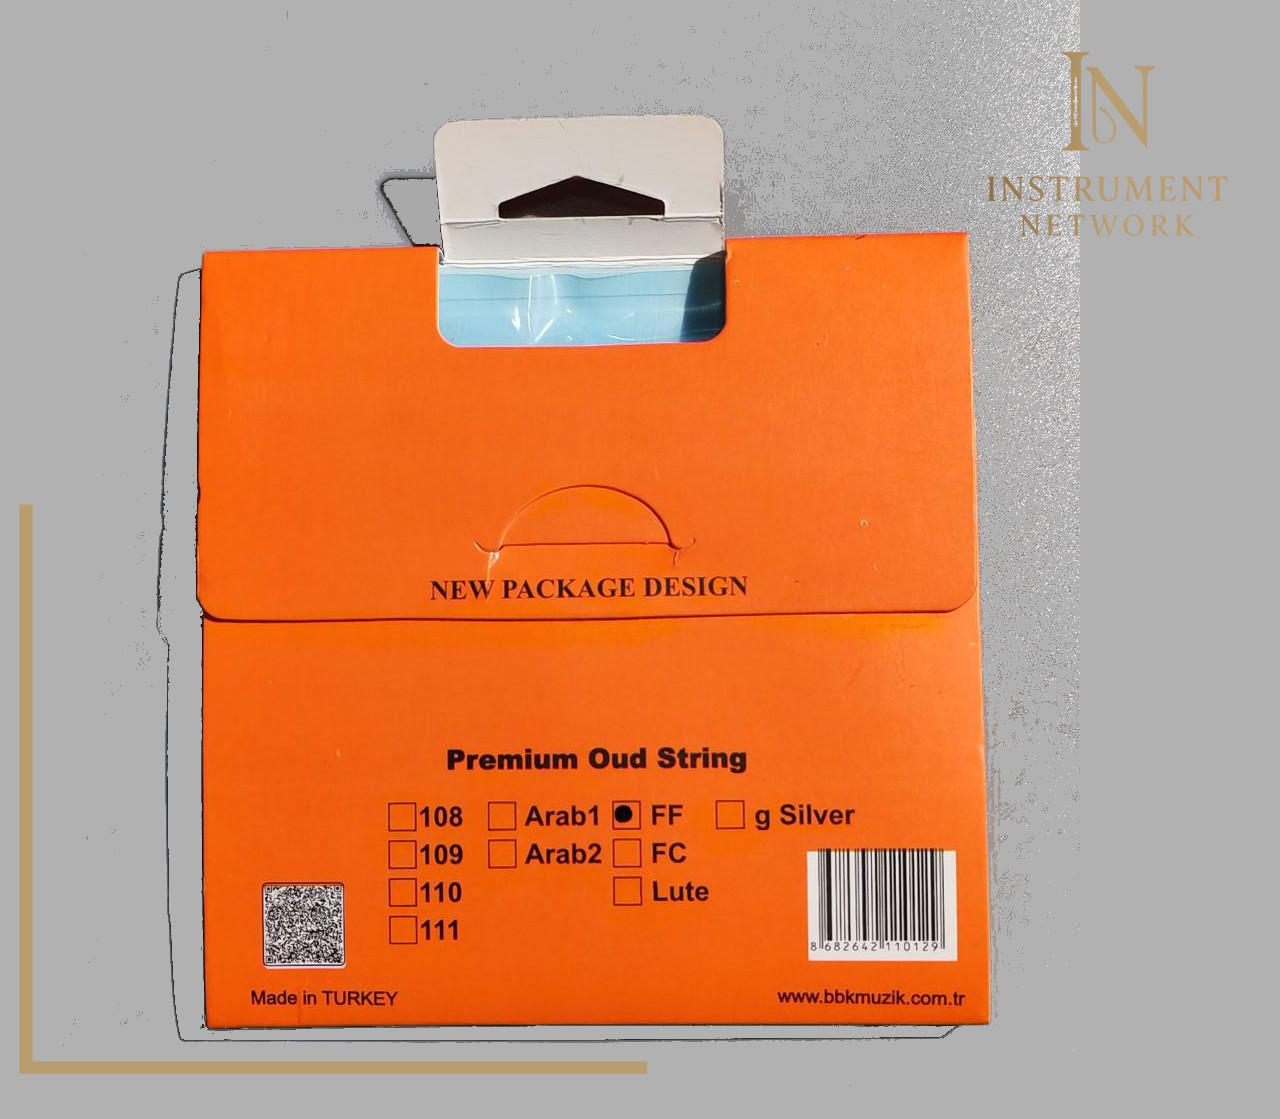 IN
INSTRUMENT
NETWORK
NEW PACKAGE DESIGN
Premium Oud String
108 Arab1 FF g Silver
109 Arab2 FC
110 Lute
111
8 682642 110129
Made in TURKEY
www.bbkmuzik.com.tr